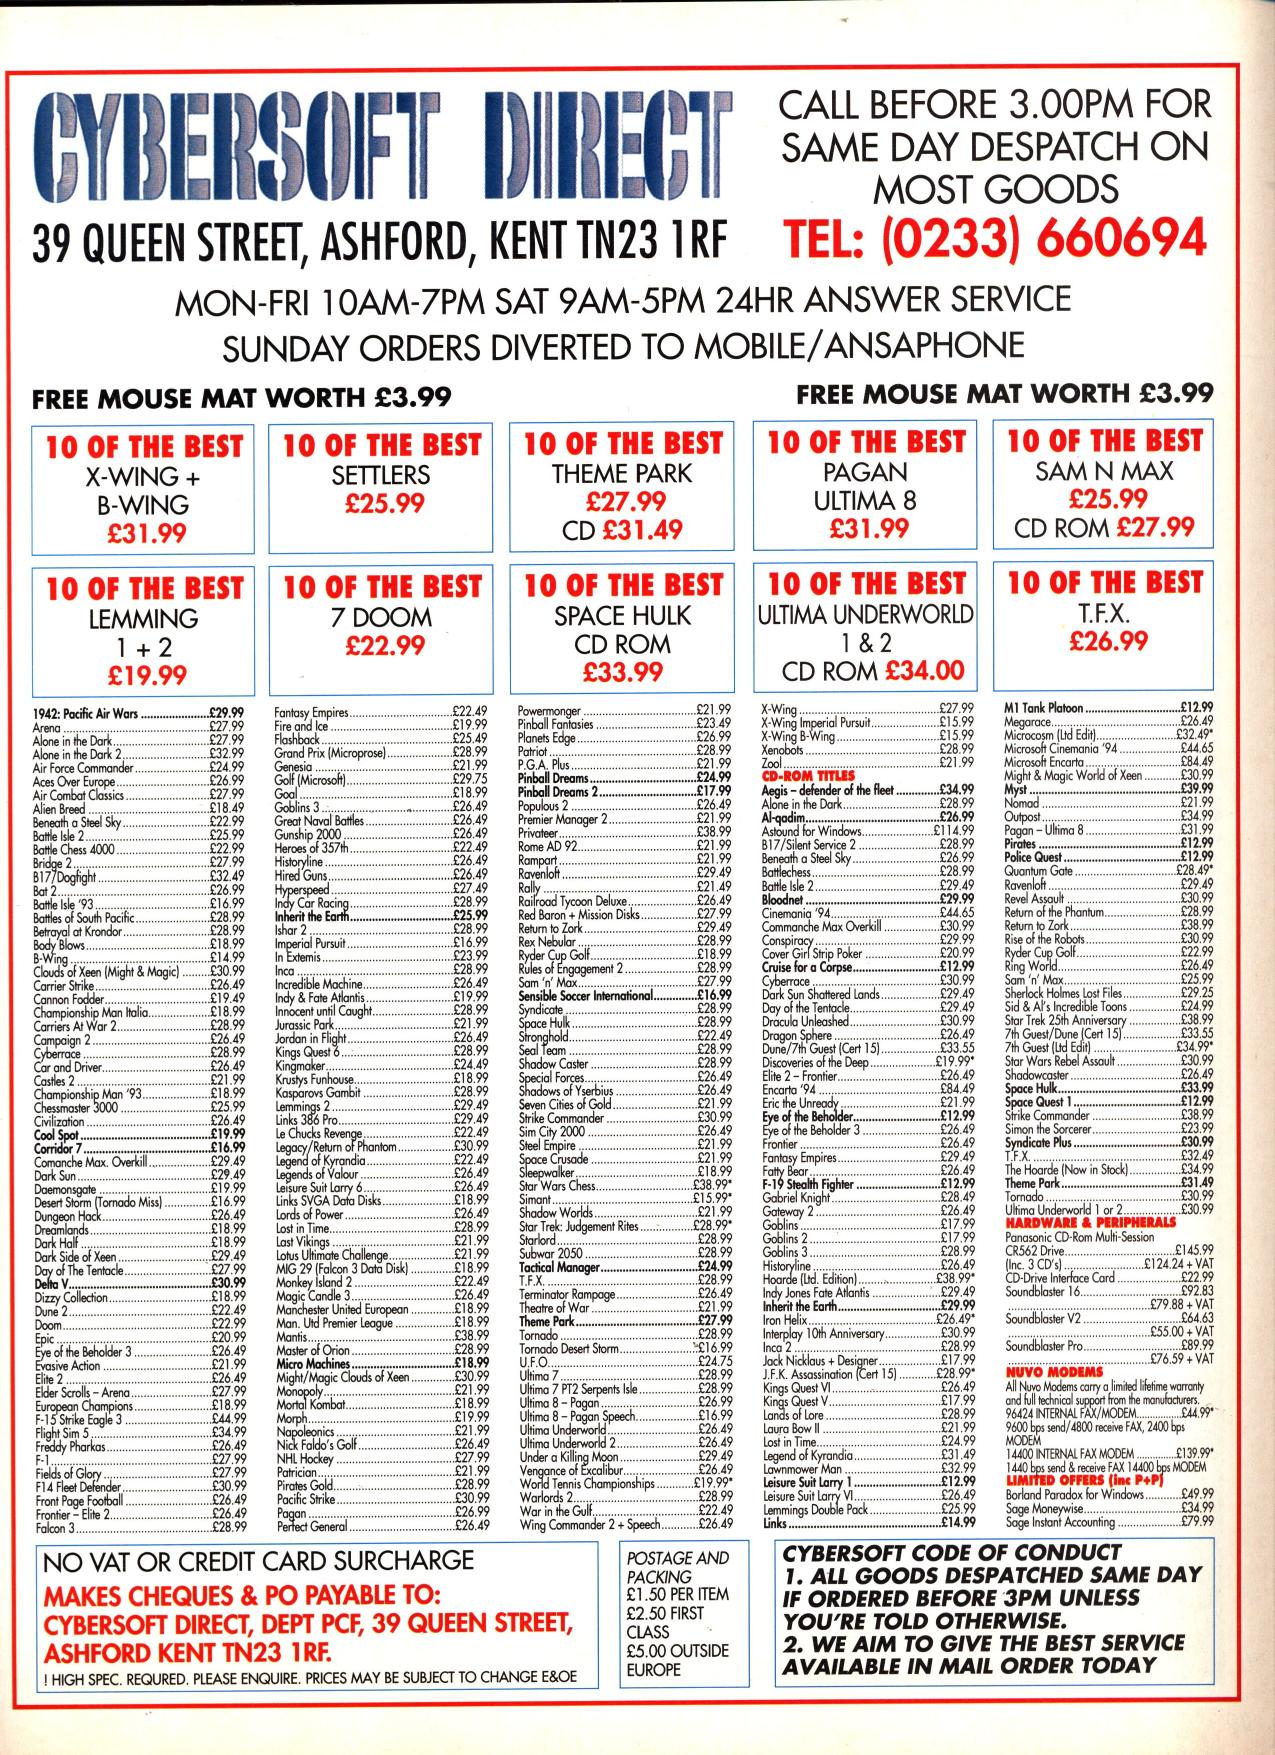 CYBERSOFT DIRECT
39 QUEEN STREET, ASHFORD, KENT TN23 1RF
CALL BEFORE 3.00PM FOR
SAME DAY DESPATCH ON
MOST GOODS
TEL: (0233) 660694
MON-FRI 10AM-7PM SAT 9AM-5PM 24HR ANSWER SERVICE
SUNDAY ORDERS DIVERTED TO MOBILE/ANSAPHONE
FREE MOUSE MAT WORTH £3.99
FREE MOUSE MAT WORTH £3.99
10 OF THE BEST
X-WING +
B-WING
£31.99
10 OF THE BEST
SETTLERS
£25.99
10 OF THE BEST
THEME PARK
£27.99
CD £31.49
10 OF THE BEST
PAGAN
ULTIMA 8
£31.99
10 OF THE BEST
SAM N MAX
£25.99
CD ROM £27.99
10 OF THE BEST
LEMMING
1 + 2
£19.99
10 OF THE BEST
7 DOOM
£22.99
10 OF THE BEST
SPACE HULK
CD ROM
£33.99
10 OF THE BEST
ULTIMA UNDERWORLD
1 & 2
CD ROM £34.00
10 OF THE BEST
T.F.X.
£26.99
1942: Pacific Air Wars £29.99
Arena £27.99
Alone in the Dark £27.99
Alone in the Dark 2 £32.99
Air Force Commander £24.99
Aces Over Europe £26.99
Air Combat Classics £27.99
Alien Breed £18.49
Beneath a Steel Sky £22.99
Battle Isle 2 £25.99
Battle Chess 4000 £22.99
Bridge 2 £27.99
B17/Dogfight £32.49
Bat 2 £26.99
Battle Isle '93 £16.99
Battles of South Pacific £28.99
Betrayal at Krondor £28.99
Body Blows £18.99
B-Wing £14.99
Clouds of Xeen (Might & Magic) £30.99
Carrier Strike £26.49
Cannon Fodder £19.49
Championship Man Italia £18.99
Carriers At War 2 £28.99
Campaign 2 £26.49
Cyberrace £28.99
Car and Driver £26.49
Castles 2 £21.99
Championship Man '93 £18.99
Chessmaster 3000 £25.99
Civilization £26.49
Cool Spot £19.99
Corridor 7 £16.99
Comanche Max. Overkill £29.49
Dark Sun £29.49
Daemonsgate £19.99
Desert Storm (Tornado Miss) £16.99
Dungeon Hack £26.49
Dreamlands £18.99
Dark Half £18.99
Dark Side of Xeen £29.49
Day of The Tentacle £27.99
Delta V £30.99
Dizzy Collection £18.99
Dune 2 £22.49
Doom £22.99
Epic £20.99
Eye of the Beholder 3 £26.49
Evasive Action £21.99
Elite 2 £26.49
Elder Scrolls – Arena £27.99
European Champions £18.99
F-15 Strike Eagle 3 £44.99
Flight Sim 5 £34.99
Freddy Pharkas £26.49
F-1 £27.99
Fields of Glory £27.99
F14 Fleet Defender £30.99
Front Page Football £26.49
Frontier – Elite 2 £26.49
Falcon 3 £28.99
Fantasy Empires £22.49
Fire and Ice £19.99
Flashback £25.49
Grand Prix (Microprose) £28.99
Genesia £21.99
Golf (Microsoft) £29.75
Goal £18.99
Goblins 3 £26.49
Great Naval Battles £26.49
Gunship 2000 £26.49
Heroes of 357th £22.49
Historyline £26.49
Hired Guns £26.49
Hyperspeed £27.49
Indy Car Racing £28.99
Inherit the Earth £25.99
Ishar 2 £28.99
Imperial Pursuit £16.99
In Extemis £23.99
Inca £28.99
Incredible Machine £26.49
Indy & Fate Atlantis £19.99
Innocent until Caught £28.99
Jurassic Park £21.99
Jordan in Flight £26.49
Kings Quest 6 £28.99
Kingmaker £24.49
Krustys Funhouse £18.99
Kasparovs Gambit £28.99
Lemmings 2 £29.49
Links 386 Pro £29.49
Le Chucks Revenge £22.49
Legacy/Return of Phantom £30.99
Legend of Kyrandia £22.49
Legends of Valour £26.49
Leisure Suit Larry 6 £26.49
Links SVGA Data Disks £18.99
Lords of Power £26.49
Lost in Time £28.99
Last Vikings £21.99
Lotus Ultimate Challenge £21.99
MIG 29 (Falcon 3 Data Disk) £18.99
Monkey Island 2 £22.49
Magic Candle 3 £26.49
Manchester United European £18.99
Man. Utd Premier League £18.99
Mantis £38.99
Master of Orion £28.99
Micro Machines £18.99
Might/Magic Clouds of Xeen £30.99
Monopoly £21.99
Mortal Kombat £18.99
Morph £19.99
Napoleonics £21.99
Nick Faldo's Golf £26.49
NHL Hockey £27.99
Patrician £21.99
Pirates Gold £28.99
Pacific Strike £30.99
Pagan £26.99
Perfect General £26.49
Powermonger £21.99
Pinball Fantasies £23.49
Planets Edge £26.99
Patriot £28.99
P.G.A. Plus £21.99
Pinball Dreams £24.99
Pinball Dreams 2 £17.99
Populous 2 £26.49
Premier Manager 2 £21.99
Privateer £38.99
Rome AD 92 £21.99
Rampart £21.99
Ravenloft £29.49
Rally £21.49
Railroad Tycoon Deluxe £26.49
Red Baron + Mission Disks £27.99
Return to Zork £29.49
Rex Nebular £28.99
Ryder Cup Golf £18.99
Rules of Engagement 2 £28.99
Sam 'n' Max £27.99
Sensible Soccer International £16.99
Syndicate £28.99
Space Hulk £28.99
Stronghold £22.49
Seal Team £28.99
Shadow Caster £28.99
Special Forces £26.49
Shadows of Yserbius £26.49
Seven Cities of Gold £21.99
Strike Commander £30.99
Sim City 2000 £26.49
Steel Empire £21.99
Space Crusade £21.99
Sleepwalker £18.99
Star Wars Chess £38.99*
Simant £15.99*
Shadow Worlds £21.99
Star Trek: Judgement Rites £28.99*
Starlord £28.99
Subwar 2050 £28.99
Tactical Manager £24.99
T.F.X. £28.99
Terminator Rampage £26.49
Theatre of War £21.99
Theme Park £27.99
Tornado £28.99
Tornado Desert Storm £16.99
U.F.O. £24.75
Ultima 7 £28.99
Ultima 7 PT2 Serpents Isle £28.99
Ultima 8 – Pagan £26.99
Ultima 8 – Pagan Speech £16.99
Ultima Underworld £26.49
Ultima Underworld 2 £26.49
Under a Killing Moon £29.49
Vengance of Excalibur £26.49
World Tennis Championships £19.99*
Warlords 2 £28.99
War in the Gulf £22.49
Wing Commander 2 + Speech £26.49
X-Wing £27.99
X-Wing Imperial Pursuit £15.99
X-Wing B-Wing £15.99
Xenobots £28.99
Zool £21.99
CD-ROM TITLES
Aegis – defender of the fleet £34.99
Alone in the Dark £28.99
Al-qadim £26.99
Astound for Windows £114.99
B17/Silent Service 2 £28.99
Beneath a Steel Sky £26.99
Battlechess £28.99
Battle Isle 2 £29.49
Bloodnet £29.99
Cinemania '94 £44.65
Commanche Max Overkill £30.99
Conspiracy £29.99
Cover Girl Strip Poker £20.99
Cruise for a Corpse £12.99
Cyberrace £30.99
Dark Sun Shattered Lands £29.49
Day of the Tentacle £29.49
Dracula Unleashed £30.99
Dragon Sphere £26.49
Dune/7th Guest (Cert 15) £33.55
Discoveries of the Deep £19.99*
Elite 2 – Frontier £26.49
Encarta '94 £84.49
Eric the Unready £21.99
Eye of the Beholder £12.99
Eye of the Beholder 3 £26.49
Frontier £26.49
Fantasy Empires £29.49
Fatty Bear £26.49
F-19 Stealth Fighter £12.99
Gabriel Knight £28.49
Gateway 2 £26.49
Goblins £17.99
Goblins 2 £17.99
Goblins 3 £28.99
Historyline £26.49
Hoarde (Ltd. Edition) £38.99*
Indy Jones Fate Atlantis £29.49
Inherit the Earth £29.99
Iron Helix £26.49*
Interplay 10th Anniversary £30.99
Inca 2 £28.99
Jack Nicklaus + Designer £17.99
J.F.K. Assassination (Cert 15) £28.99*
Kings Quest VI £26.49
Kings Quest V £17.99
Lands of Lore £28.99
Laura Bow II £21.99
Lost in Time £24.99
Legend of Kyrandia £31.49
Lawnmower Man £32.99
Leisure Suit Larry 1 £12.99
Leisure Suit Larry VI £26.49
Lemmings Double Pack £25.99
Links £14.99
M1 Tank Platoon £12.99
Megarace £26.49
Microcosm (Ltd Edit) £32.49*
Microsoft Cinemania '94 £44.65
Microsoft Encarta £84.49
Might & Magic World of Xeen £30.99
Myst £39.99
Nomad £21.99
Outpost £34.99
Pagan – Ultima 8 £31.99
Pirates £12.99
Police Quest £12.99
Quantum Gate £28.49*
Ravenloft £29.49
Revel Assault £30.99
Return of the Phantum £28.99
Return to Zork £38.99
Rise of the Robots £30.99
Ryder Cup Golf £22.99
Ring World £26.49
Sam 'n' Max £25.99
Sherlock Holmes Lost Files £29.25
Sid & Al's Incredible Toons £24.99
Star Trek 25th Anniversary £38.99
7th Guest/Dune (Cert 15) £33.55
7th Guest (Ltd Edit) £34.99*
Star Wars Rebel Assault £30.99
Shadowcaster £26.49
Space Hulk £33.99
Space Quest 1 £12.99
Strike Commander £38.99
Simon the Sorcerer £23.99
Syndicate Plus £30.99
T.F.X. £32.49
The Hoarde (Now in Stock) £34.99
Theme Park £31.49
Tornado £30.99
Ultima Underworld 1 or 2 £30.99
HARDWARE & PERIPHERALS
Panasonic CD-Rom Multi-Session
CR562 Drive £145.99
(Inc. 3 CD's) £124.24 + VAT
CD-Drive Interface Card £22.99
Soundblaster 16 £92.83
£79.88 + VAT
Soundblaster V2 £64.63
£55.00 + VAT
Soundblaster Pro £89.99
£76.59 + VAT
NUVO MODEMS
All Nuvo Modems carry a limited lifetime warranty
and full technical support from the manufacturers.
96424 INTERNAL FAX/MODEM £44.99*
9600 bps send/4800 receive FAX, 2400 bps
MODEM
14400 INTERNAL FAX MODEM £139.99*
1440 bps send & receive FAX 14400 bps MODEM
LIMITED OFFERS (inc P+P)
Borland Paradox for Windows £49.99
Sage Moneywise £34.99
Sage Instant Accounting £79.99
NO VAT OR CREDIT CARD SURCHARGE
MAKES CHEQUES & PO PAYABLE TO:
CYBERSOFT DIRECT, DEPT PCF, 39 QUEEN STREET,
ASHFORD KENT TN23 1RF.
! HIGH SPEC. REQURED. PLEASE ENQUIRE. PRICES MAY BE SUBJECT TO CHANGE E&OE
POSTAGE AND
PACKING
£1.50 PER ITEM
£2.50 FIRST
CLASS
£5.00 OUTSIDE
EUROPE
CYBERSOFT CODE OF CONDUCT
1. ALL GOODS DESPATCHED SAME DAY
IF ORDERED BEFORE 3PM UNLESS
YOU'RE TOLD OTHERWISE.
2. WE AIM TO GIVE THE BEST SERVICE
AVAILABLE IN MAIL ORDER TODAY